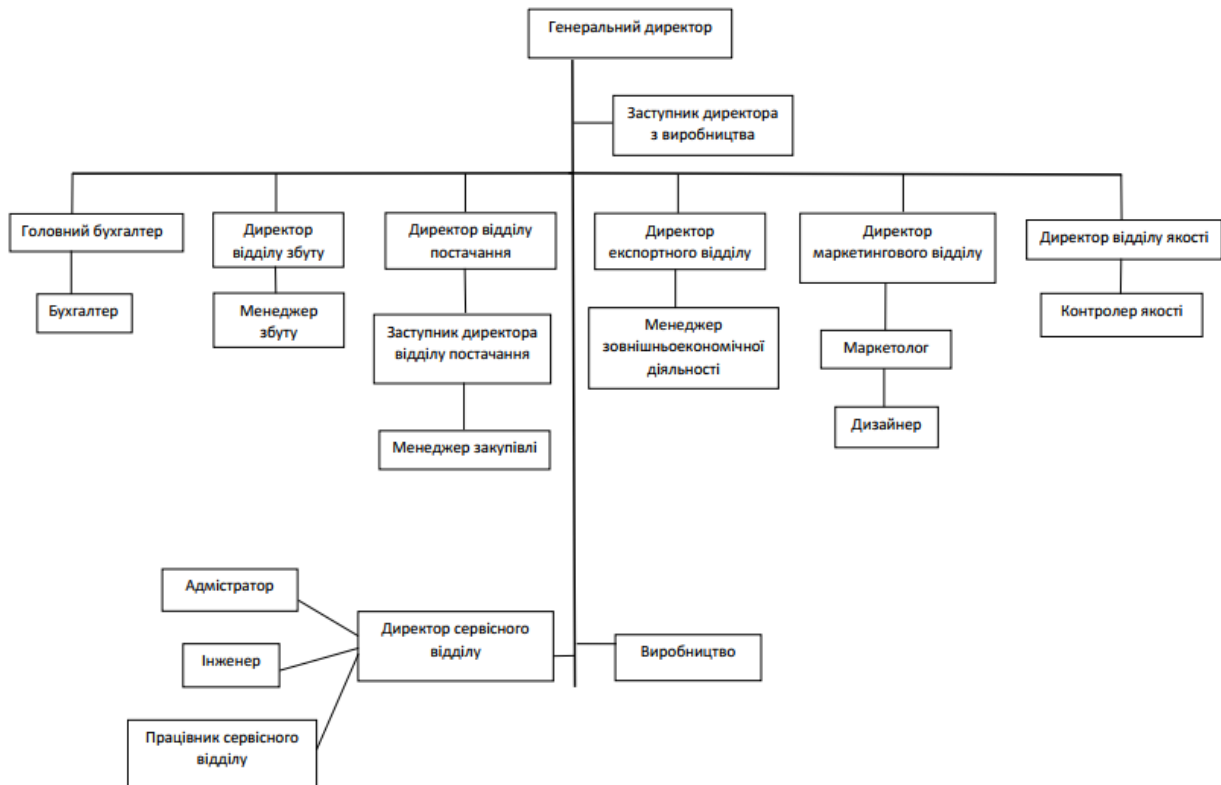 Генеральний директор
Заступник директора
з виробництва
Головний бухгалтер
Директор
відділу збуту
Директор відділу
постачання
Директор
експортного відділу
Директор
маркетингового відділу
Директор відділу якості
Бухгалтер
Менеджер
збуту
Заступник директора
відділу постачання
Менеджер
зовнішньоекономічної
діяльності
Маркетолог
Контролер якості
Менеджер закупівлі
Дизайнер
Адмістратор
Інженер
Працівник сервісного
відділу
Директор сервісного
відділу
Виробництво